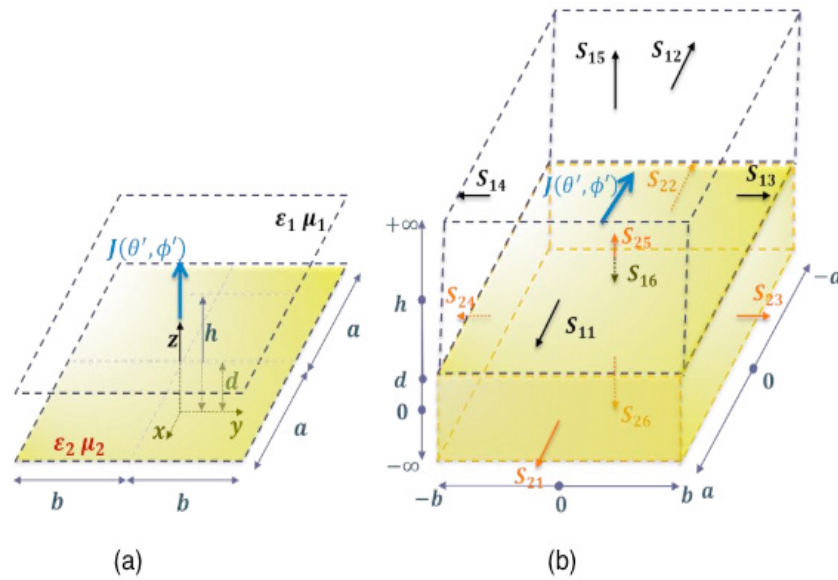 ε₁ μ₁
J(θ′,ϕ′)
h
z
d
a
x
y
a
ε₂ μ₂
b
b
(a)
S₁₅
S₁₂
S₁₄
J(θ′,ϕ′)
S₂₂
S₁₃
+∞
S₂₅
S₁₆
-a
h
S₂₄
S₂₃
S₁₁
d
0
0
S₂₆
-∞
S₂₁
-b
0
b
a
(b)